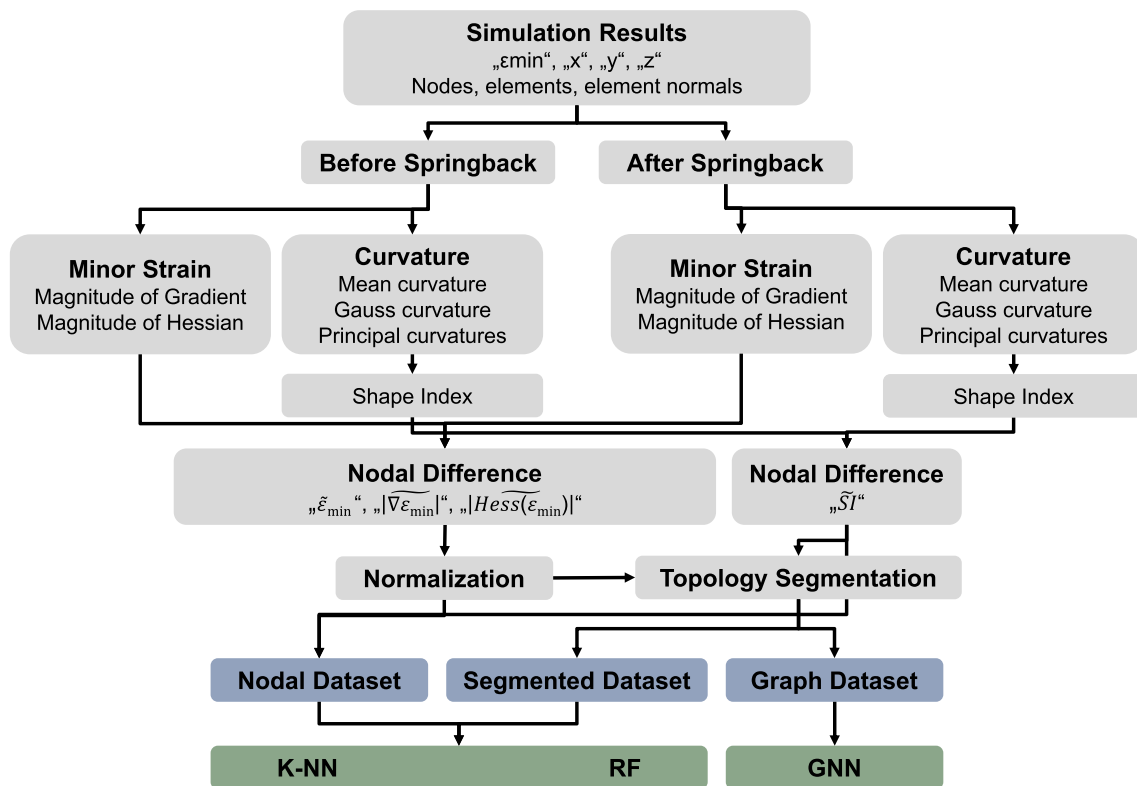 Simulation Results
„εmin“, „x“, „y“, „z“
Nodes, elements, element normals
Before Springback
After Springback
Minor Strain
Magnitude of Gradient
Magnitude of Hessian
Curvature
Mean curvature
Gauss curvature
Principal curvatures
Minor Strain
Magnitude of Gradient
Magnitude of Hessian
Curvature
Mean curvature
Gauss curvature
Principal curvatures
Shape Index
Shape Index
Nodal Difference
„ε̃min“, „|∇ε͠min|“, „|Hess͠(εmin)|“
Nodal Difference
„S͠I“
Normalization
Topology Segmentation
Nodal Dataset
Segmented Dataset
Graph Dataset
K-NN
RF
GNN